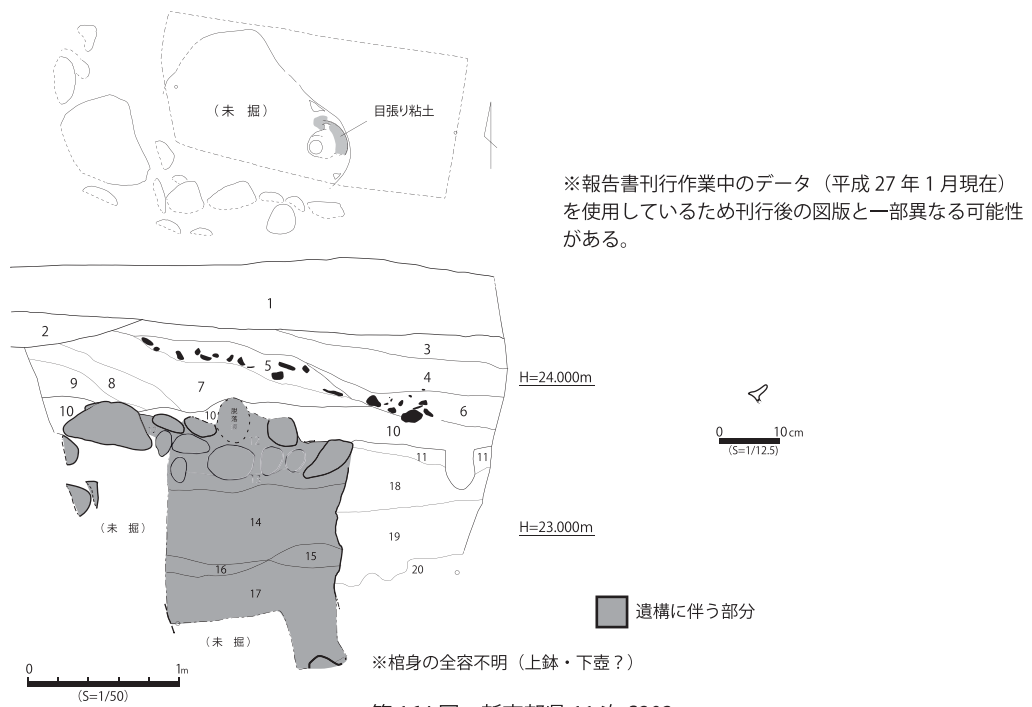 （未　掘）
目張り粘土
※報告書刊行作業中のデータ（平成 27 年 1 月現在）
を使用しているため刊行後の図版と一部異なる可能性
がある。
1
2
3
5
4
H=24.000m
9
8
7
6
10
10
脱落
10
11
11
0
10cm
（S=1/12.5）
18
14
H=23.000m
（未　掘）
19
15
16
20
17
遺構に伴う部分
（未　掘）
※棺身の全容不明（上鉢・下壺？）
0
1m
（S=1/50）